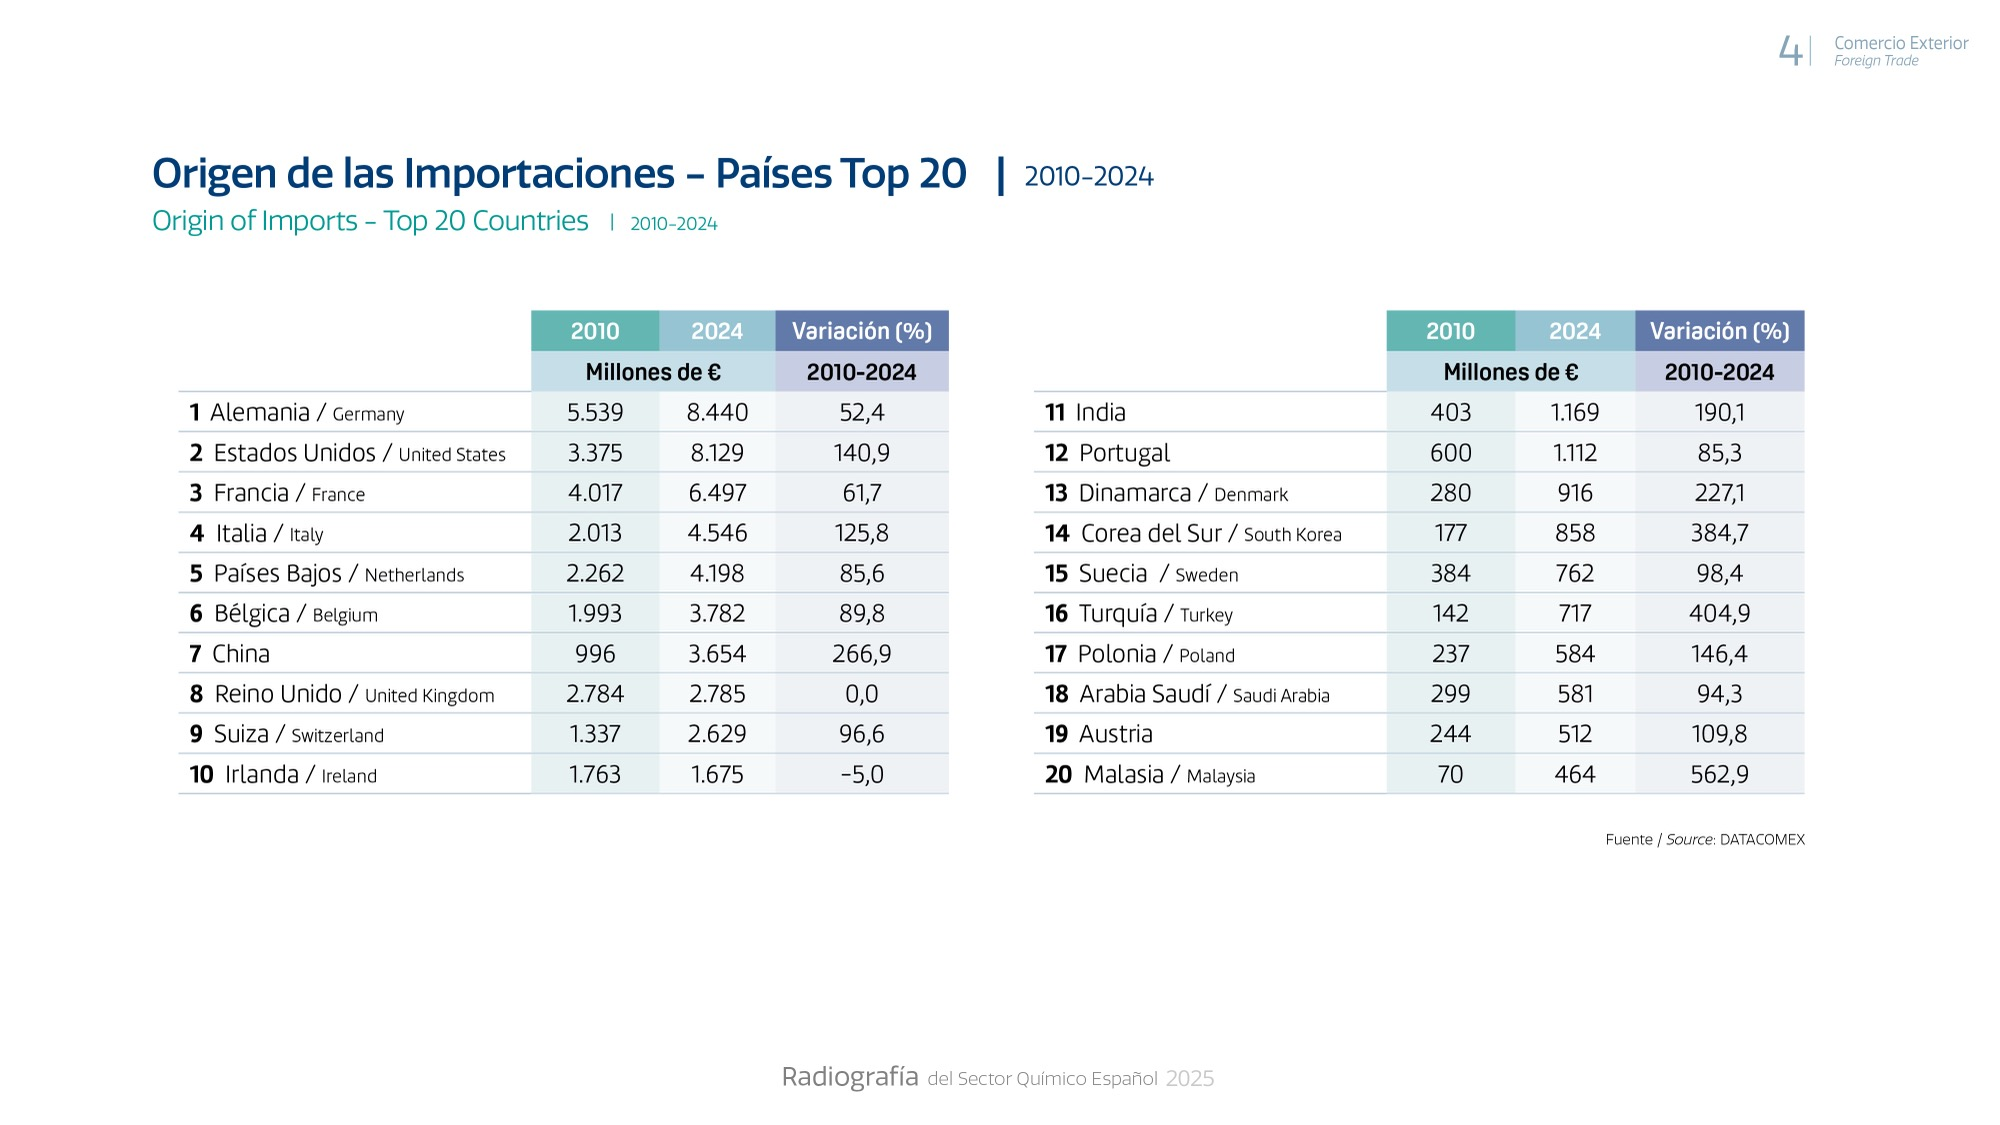 4 | Comercio Exterior
Foreign Trade
Origen de las Importaciones – Países Top 20 | 2010–2024
Origin of Imports – Top 20 Countries | 2010–2024
2010 2024 Variación (%)
Millones de € 2010-2024
1 Alemania / Germany 5.539 8.440 52,4
2 Estados Unidos / United States 3.375 8.129 140,9
3 Francia / France 4.017 6.497 61,7
4 Italia / Italy 2.013 4.546 125,8
5 Países Bajos / Netherlands 2.262 4.198 85,6
6 Bélgica / Belgium 1.993 3.782 89,8
7 China 996 3.654 266,9
8 Reino Unido / United Kingdom 2.784 2.785 0,0
9 Suiza / Switzerland 1.337 2.629 96,6
10 Irlanda / Ireland 1.763 1.675 -5,0
2010 2024 Variación (%)
Millones de € 2010-2024
11 India 403 1.169 190,1
12 Portugal 600 1.112 85,3
13 Dinamarca / Denmark 280 916 227,1
14 Corea del Sur / South Korea 177 858 384,7
15 Suecia / Sweden 384 762 98,4
16 Turquía / Turkey 142 717 404,9
17 Polonia / Poland 237 584 146,4
18 Arabia Saudí / Saudi Arabia 299 581 94,3
19 Austria 244 512 109,8
20 Malasia / Malaysia 70 464 562,9
Fuente / Source: DATACOMEX
Radiografía del Sector Químico Español 2025